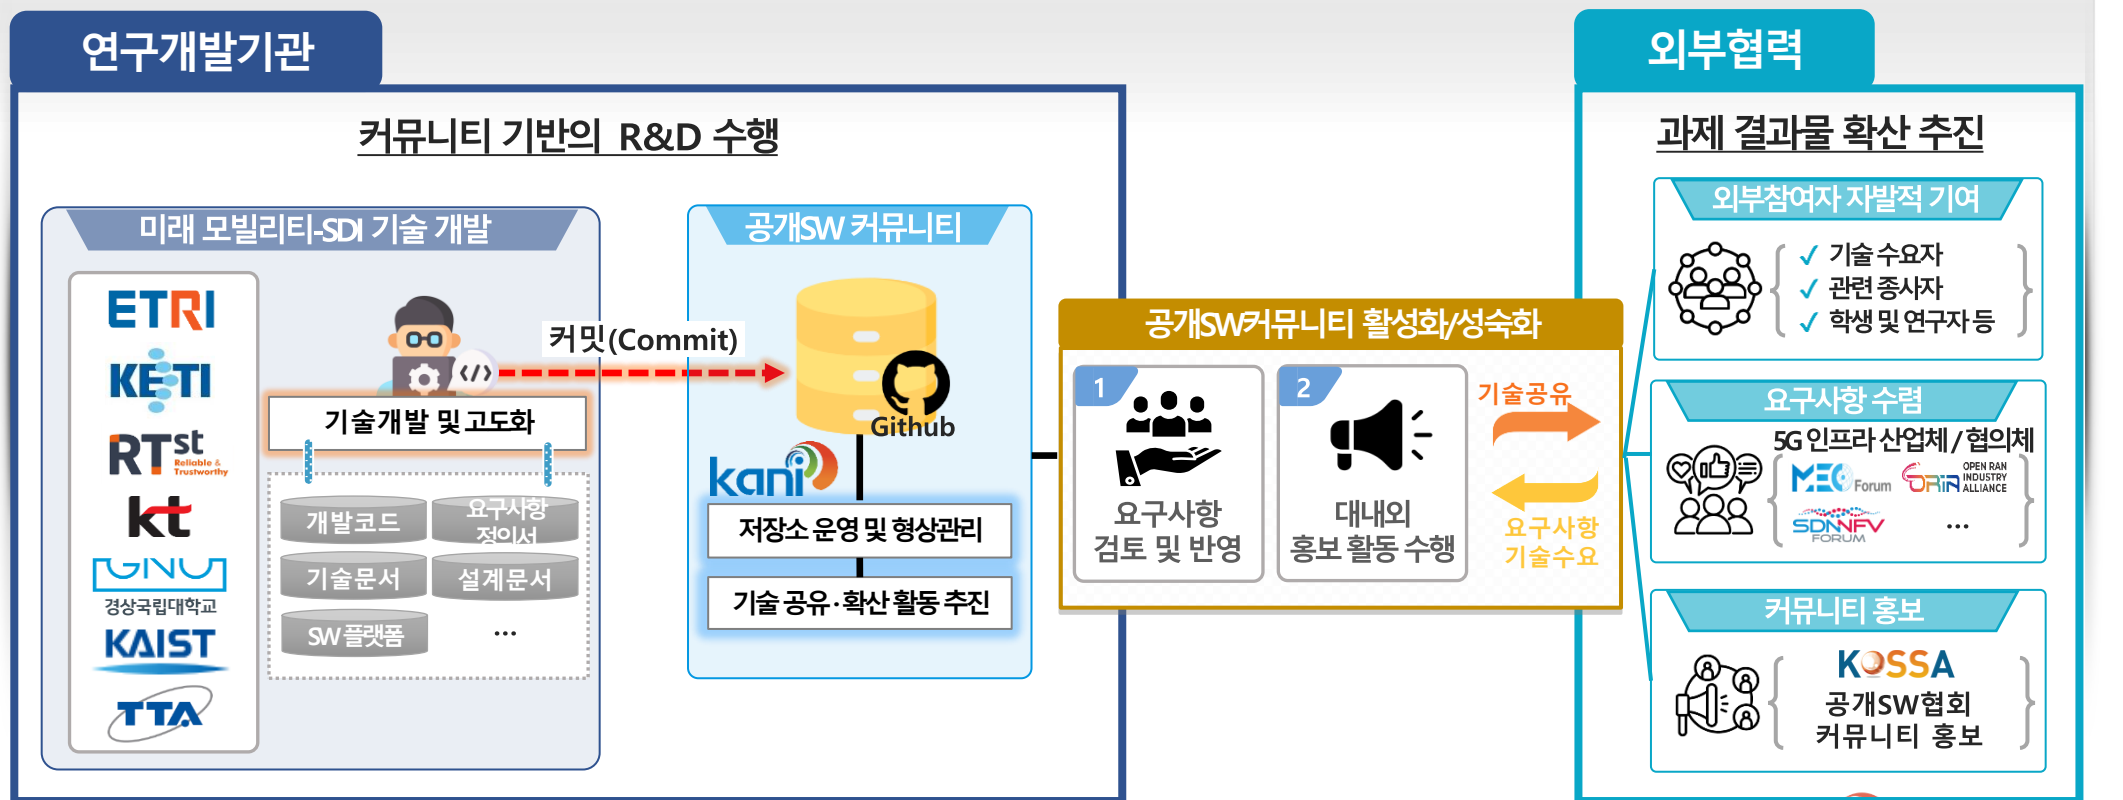 연구개발기관
커뮤니티 기반의 R&D 수행
미래 모빌리티-SDI 기술 개발
ETRI
KETI
RTst
Reliable &
Trustworthy
kt
GNU
경상국립대학교
KAIST
TTA
</>
기술개발 및 고도화
개발코드
요구사항
정의서
기술문서
설계문서
SW 플랫폼
...
커밋(Commit)
공개SW 커뮤니티
Github
kani
저장소 운영 및 형상관리
기술 공유·확산 활동 추진
공개SW커뮤니티 활성화/성숙화
1
요구사항
검토 및 반영
2
대내외
홍보 활동 수행
기술공유
요구사항
기술수요
외부협력
과제 결과물 확산 추진
외부참여자 자발적 기여
✓ 기술 수요자
✓ 관련 종사자
✓ 학생 및 연구자 등
요구사항 수렴
5G 인프라 산업체 / 협의체
MEC Forum
ORIA
OPEN RAN
INDUSTRY
ALLIANCE
SDNNFV
FORUM
...
커뮤니티 홍보
KOSSA
공개SW협회
커뮤니티 홍보